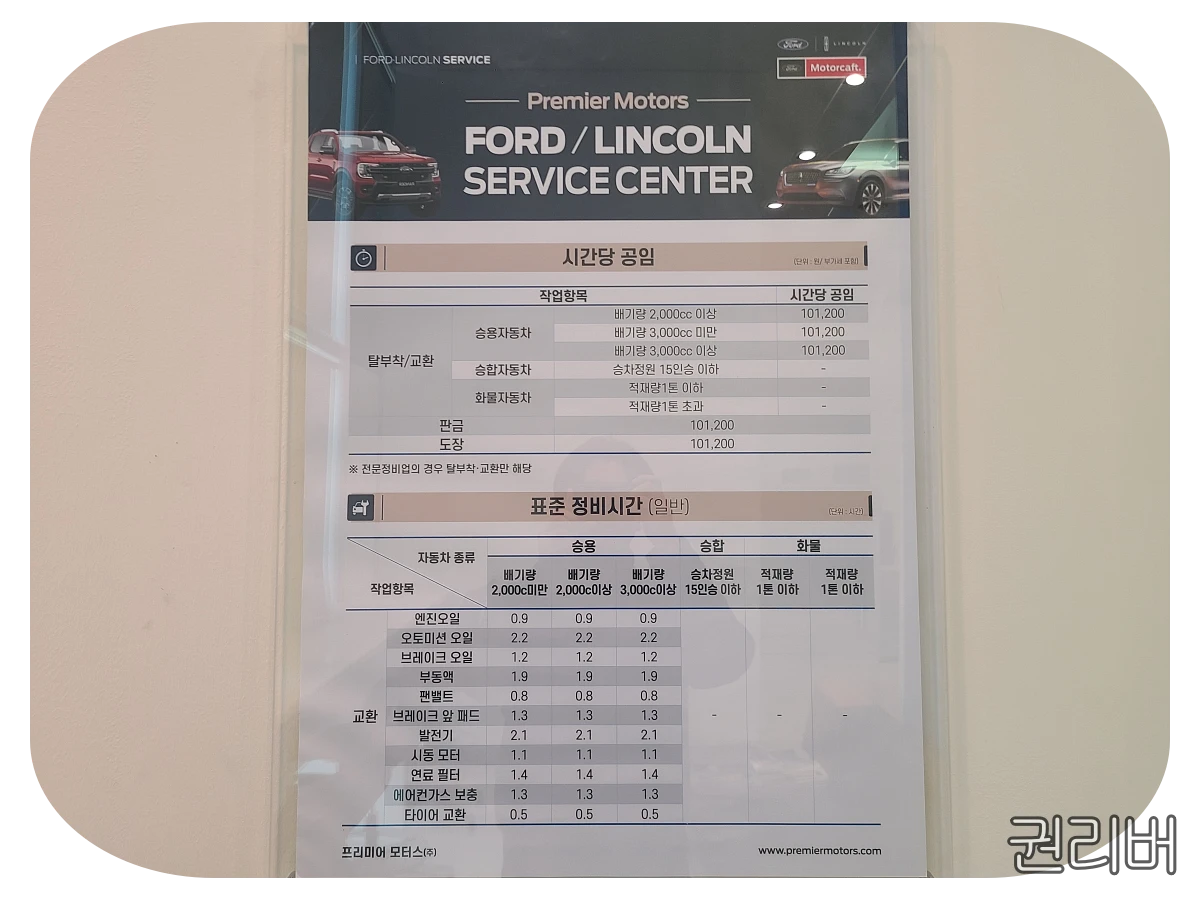 FORD·LINCOLN SERVICE
Ford LINCOLN
Ford Motorcaft.
Premier Motors
FORD / LINCOLN
SERVICE CENTER
시간당 공임 (단위 : 원/ 부가세 포함)
작업항목 시간당 공임
탈부착/교환 승용자동차 배기량 2,000cc 이상 101,200
배기량 3,000cc 미만 101,200
배기량 3,000cc 이상 101,200
승합자동차 승차정원 15인승 이하 -
화물자동차 적재량1톤 이하 -
적재량1톤 초과 -
판금 101,200
도장 101,200
※ 전문정비업의 경우 탈부착·교환만 해당
표준 정비시간 (일반) (단위 : 시간)
자동차 종류 승용 승합 화물
작업항목 배기량 2,000c미만 배기량 2,000c이상 배기량 3,000c이상 승차정원 15인승 이하 적재량 1톤 이하 적재량 1톤 이하
교환 엔진오일 0.9 0.9 0.9
오토미션 오일 2.2 2.2 2.2
브레이크 오일 1.2 1.2 1.2
부동액 1.9 1.9 1.9
팬밸트 0.8 0.8 0.8
브레이크 앞 패드 1.3 1.3 1.3 - - -
발전기 2.1 2.1 2.1
시동 모터 1.1 1.1 1.1
연료 필터 1.4 1.4 1.4
에어컨가스 보충 1.3 1.3 1.3
타이어 교환 0.5 0.5 0.5
프리미어 모터스(주) www.premiermotors.com
권리버